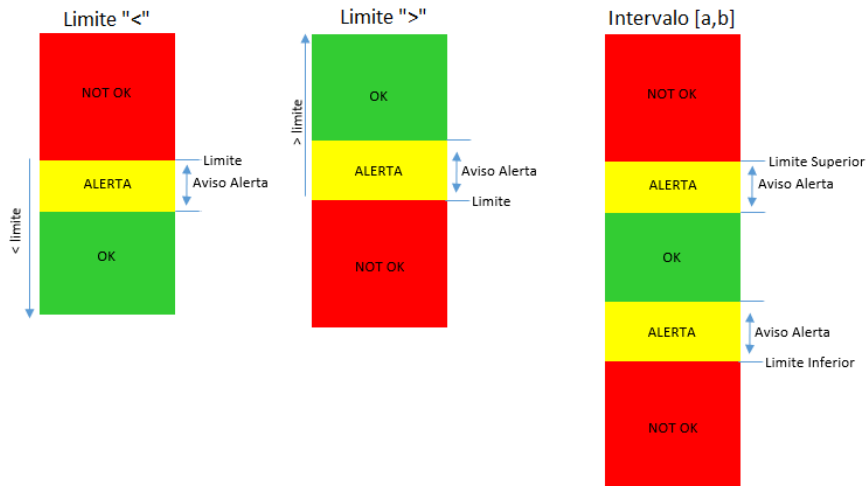 Limite "<"
NOT OK
Limite
ALERTA
Aviso Alerta
< limite
OK
Limite ">"
> limite
OK
ALERTA
Aviso Alerta
Limite
NOT OK
Intervalo [a,b]
NOT OK
Limite Superior
ALERTA
Aviso Alerta
OK
ALERTA
Aviso Alerta
Limite Inferior
NOT OK